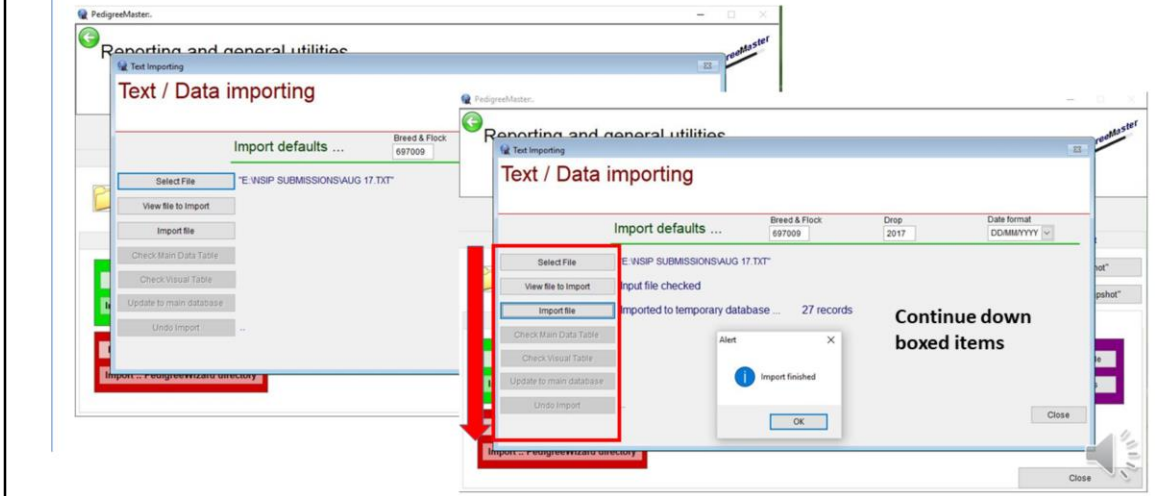 PedigreeMaster..
Reporting and general utilities
Text Importing
Text / Data importing
Import defaults ...
Breed & Flock
697009
Select File
"E:\NSIP SUBMISSIONS\AUG 17.TXT"
View file to Import
Import file
Check Main Data Table
Check Visual Table
Update to main database
Undo Import
...
Import .. PedigreeWizard directory
PedigreeMaster..
Reporting and general utilities
Text Importing
Text / Data importing
Import defaults ...
Breed & Flock
697009
Drop
2017
Date format
DD/MM/YYYY
Select File
"E:\NSIP SUBMISSIONS\AUG 17.TXT"
View file to Import
Input file checked
Import file
Imported to temporary database ... 27 records
Check Main Data Table
Check Visual Table
Update to main database
Undo Import
Alert
Import finished
OK
Continue down
boxed items
Close
Import .. PedigreeWizard directory
Close